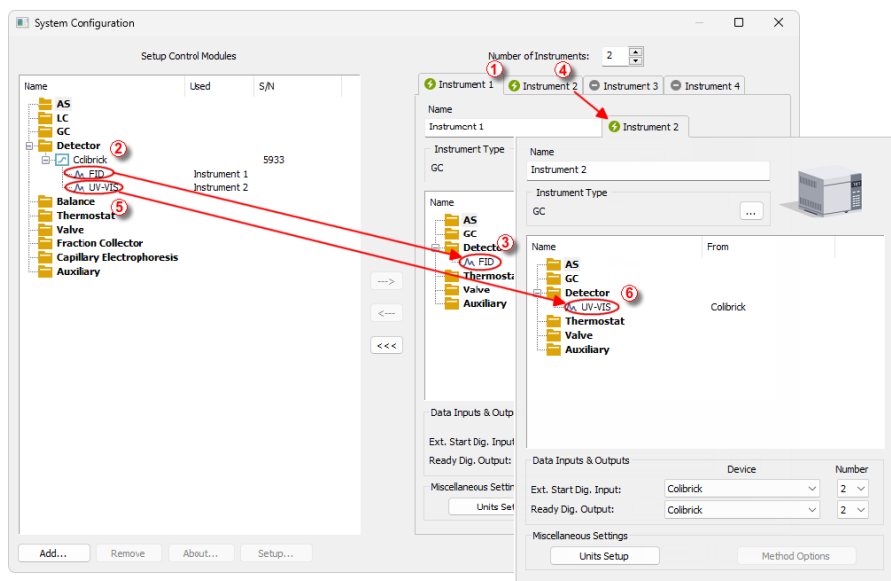 System Configuration
Setup Control Modules
Number of Instruments: 2
Name Used S/N
AS
LC
GC
Detector
Colibrick 5933
FID Instrument 1
UV-VIS Instrument 2
Balance
Thermostat
Valve
Fraction Collector
Capillary Electrophoresis
Auxiliary
Add... Remove About... Setup...
--->
<---
<<<
1
4
2
5
3
6
Instrument 1 Instrument 2 Instrument 3 Instrument 4
Name
Instrument 1
Instrument Type
GC
Name
AS
GC
Detector
FID
Thermosta
Valve
Auxiliary
Data Inputs & Outp
Ext. Start Dig. Input
Ready Dig. Output:
Miscellaneous Settin
Units Set
Instrument 2
Name
Instrument 2
Instrument Type
GC ...
Name From
AS
GC
Detector
UV-VIS Colibrick
Thermostat
Valve
Auxiliary
Data Inputs & Outputs
Device Number
Ext. Start Dig. Input: Colibrick 2
Ready Dig. Output: Colibrick 2
Miscellaneous Settings
Units Setup Method Options